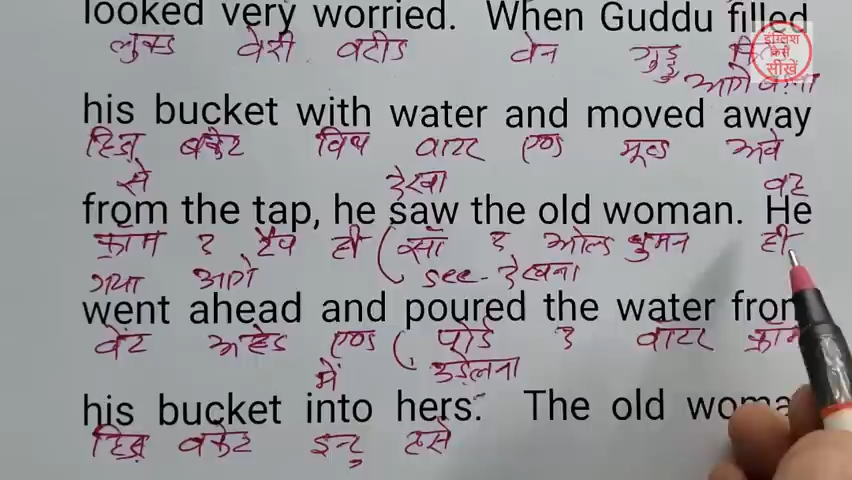 looked very worried. When Guddu filled
लुक्ड वेरी वरीड वेन गुड्डू
इंग्लिश कैसे सीखें
आगे बढ़ना
his bucket with water and moved away
हिज़ बकेट विथ वाटर एण्ड मूव्ड अवे
से देखा वह
from the tap, he saw the old woman. He
फ्रॉम द टैप ही (सॉ द ओल्ड वुमन ही
गया आगे see-देखना
went ahead and poured the water from
वेंट अहेड एण्ड ( पोर्ड द वाटर फ्रॉम
में उड़ेलना
his bucket into hers. The old woma
हिज़ बकेट इन्टू हर्स